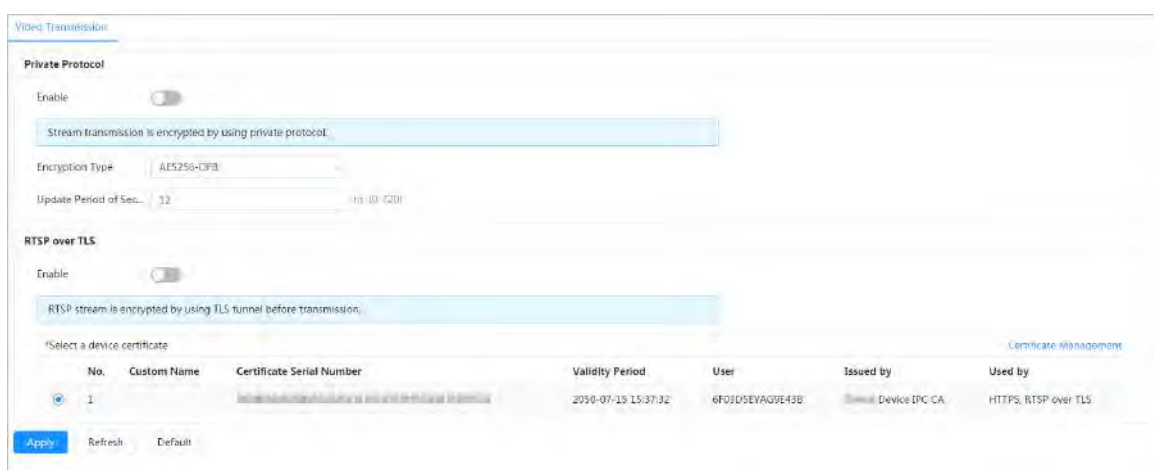 Video Transmission
Private Protocol
Enable
Stream transmission is encrypted by using private protocol.
Encryption Type AES256-OFB
Update Period of Sec... 12 hr (0-720)
RTSP over TLS
Enable
RTSP stream is encrypted by using TLS tunnel before transmission.
*Select a device certificate Certificate Management
No. Custom Name Certificate Serial Number Validity Period User Issued by Used by
1 2050-07-15 15:37:32 6F03D5EYAG9E43B Device IPC CA HTTPS, RTSP over TLS
Apply Refresh Default